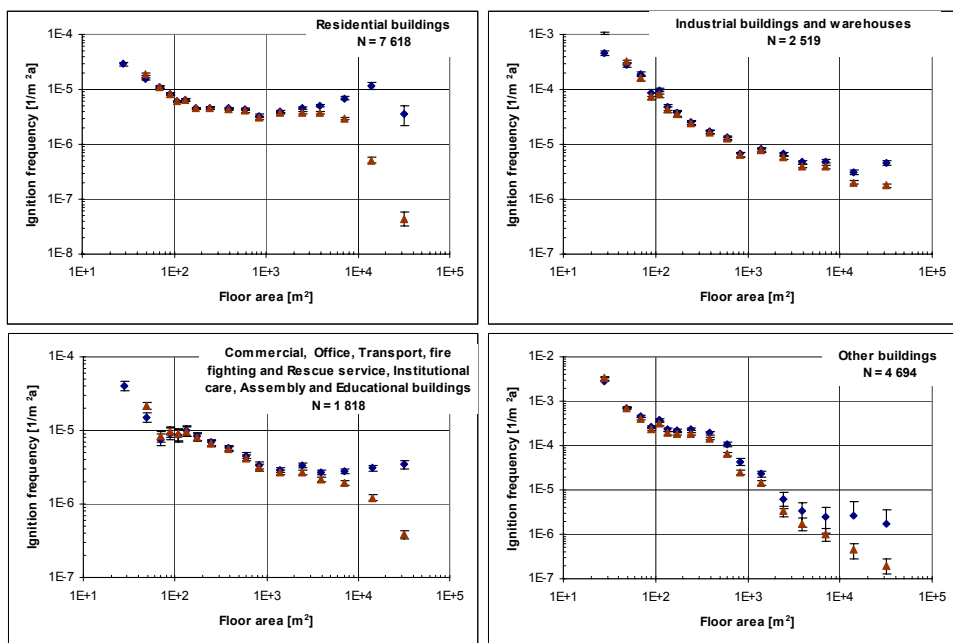 Residential buildings
N = 7 618
Ignition frequency [1/m²a]
1E-4
1E-5
1E-6
1E-7
1E-8
1E+1
1E+2
1E+3
1E+4
1E+5
Floor area [m²]
Industrial buildings and warehouses
N = 2 519
Ignition frequency [1/m²a]
1E-3
1E-4
1E-5
1E-6
1E-7
1E+1
1E+2
1E+3
1E+4
1E+5
Floor area [m²]
Commercial, Office, Transport, fire
fighting and Rescue service, Institutional
care, Assembly and Educational buildings
N = 1 818
Ignition frequency [1/m²a]
1E-4
1E-5
1E-6
1E-7
1E+1
1E+2
1E+3
1E+4
1E+5
Floor area [m²]
Other buildings
N = 4 694
Ignition frequency [1/m²a]
1E-2
1E-3
1E-4
1E-5
1E-6
1E-7
1E+1
1E+2
1E+3
1E+4
1E+5
Floor area [m²]